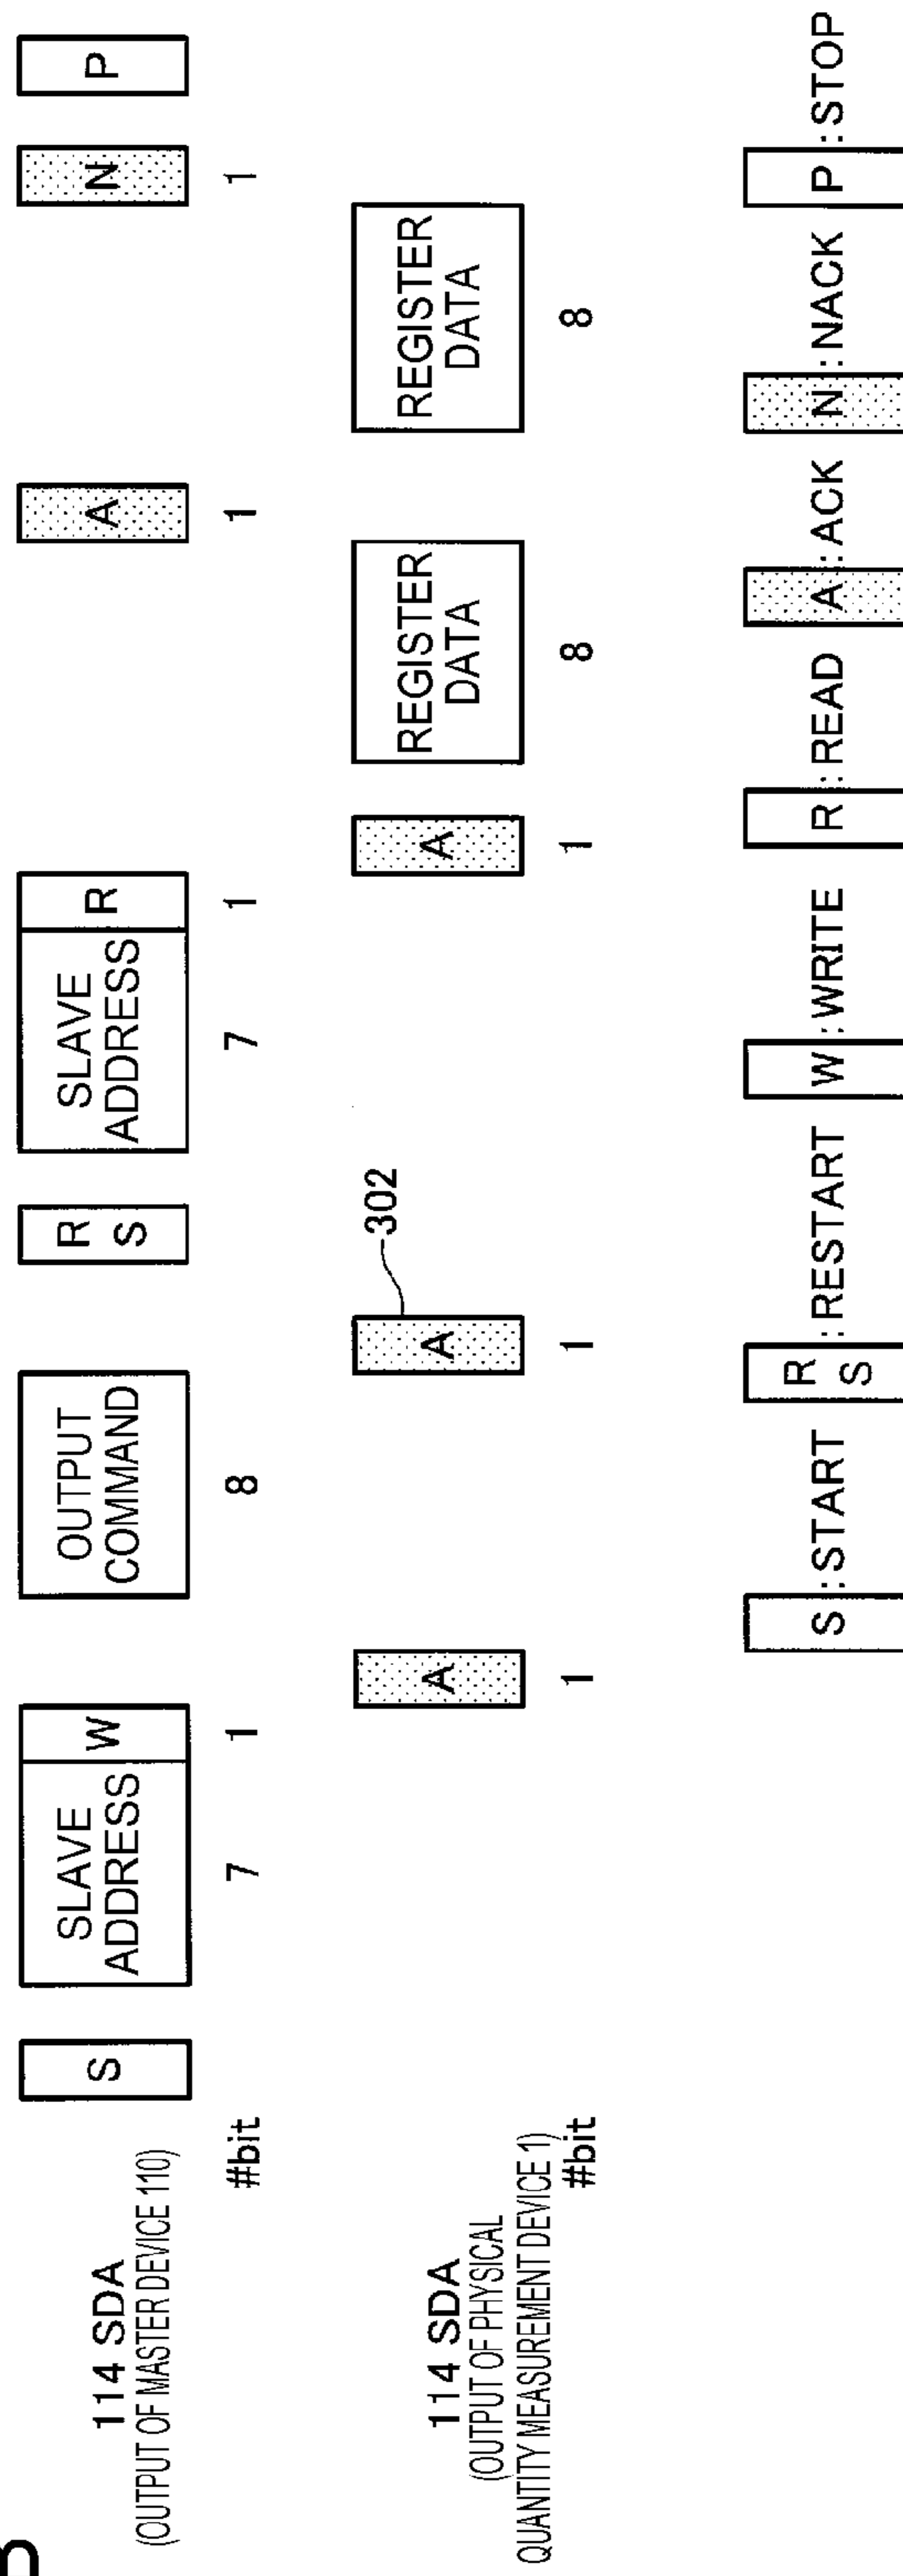 114 SDA
(OUTPUT OF MASTER DEVICE 110)
S
SLAVE
ADDRESS
W
OUTPUT
COMMAND
R
S
SLAVE
ADDRESS
R
A
N
P
#bit
7
1
8
7
1
1
1
114 SDA
(OUTPUT OF PHYSICAL
QUANTITY MEASUREMENT DEVICE 1)
A
A
302
A
REGISTER
DATA
REGISTER
DATA
#bit
1
1
1
8
8
S :START
R
S
:RESTART
W :WRITE
R :READ
A :ACK
N :NACK
P :STOP